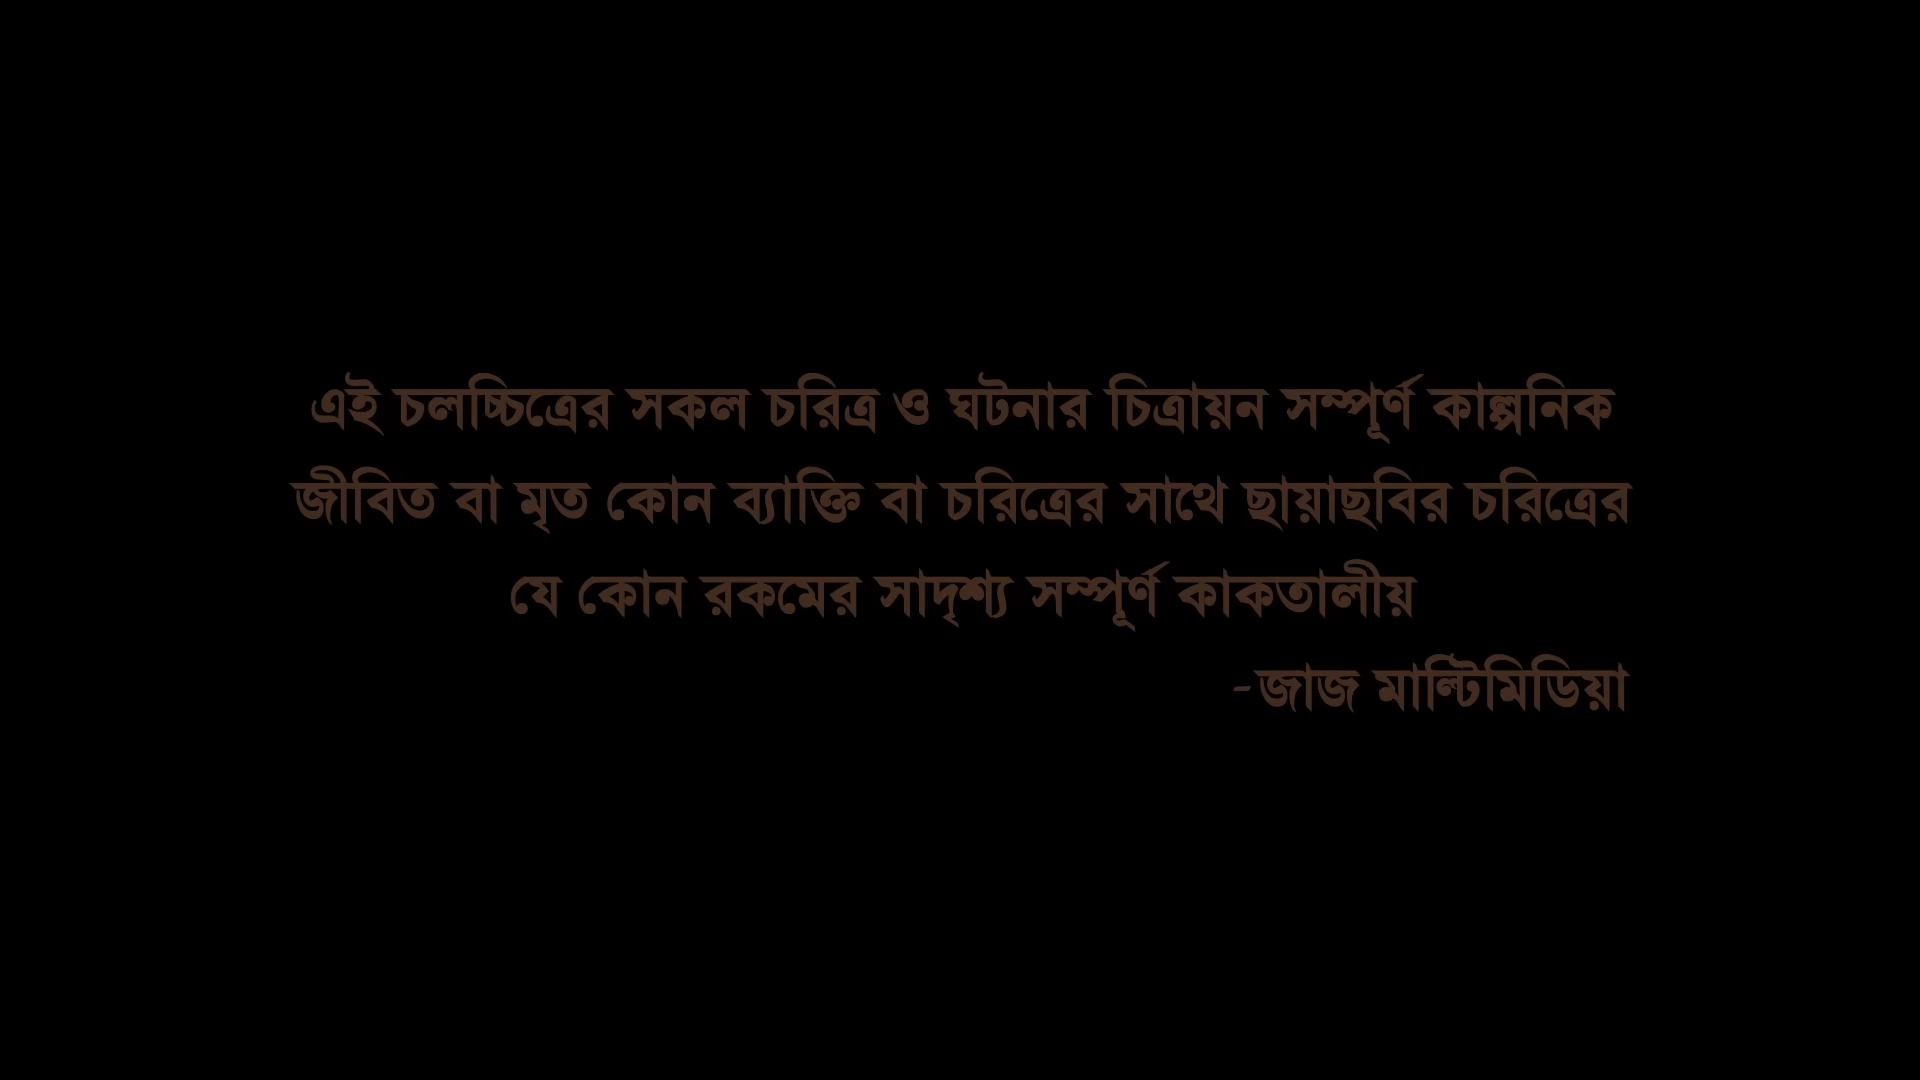 এই চলচ্চিত্রের সকল চরিত্র ও ঘটনার চিত্রায়ন সম্পূর্ণ কাল্পনিক
জীবিত বা মৃত কোন ব্যাক্তি বা চরিত্রের সাথে ছায়াছবির চরিত্রের
যে কোন রকমের সাদৃশ্য সম্পূর্ণ কাকতালীয়
-জাজ মাল্টিমিডিয়া